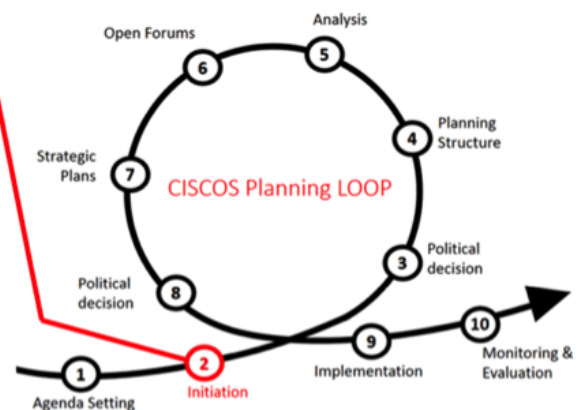 Analysis
Open Forums
5
6
4
Planning
Structure
Strategic
Plans
7
CISCOS Planning LOOP
3
Political
decision
Political
decision
8
10
9
2
1
Implementation
Monitoring &
Evaluation
Initiation
Agenda Setting